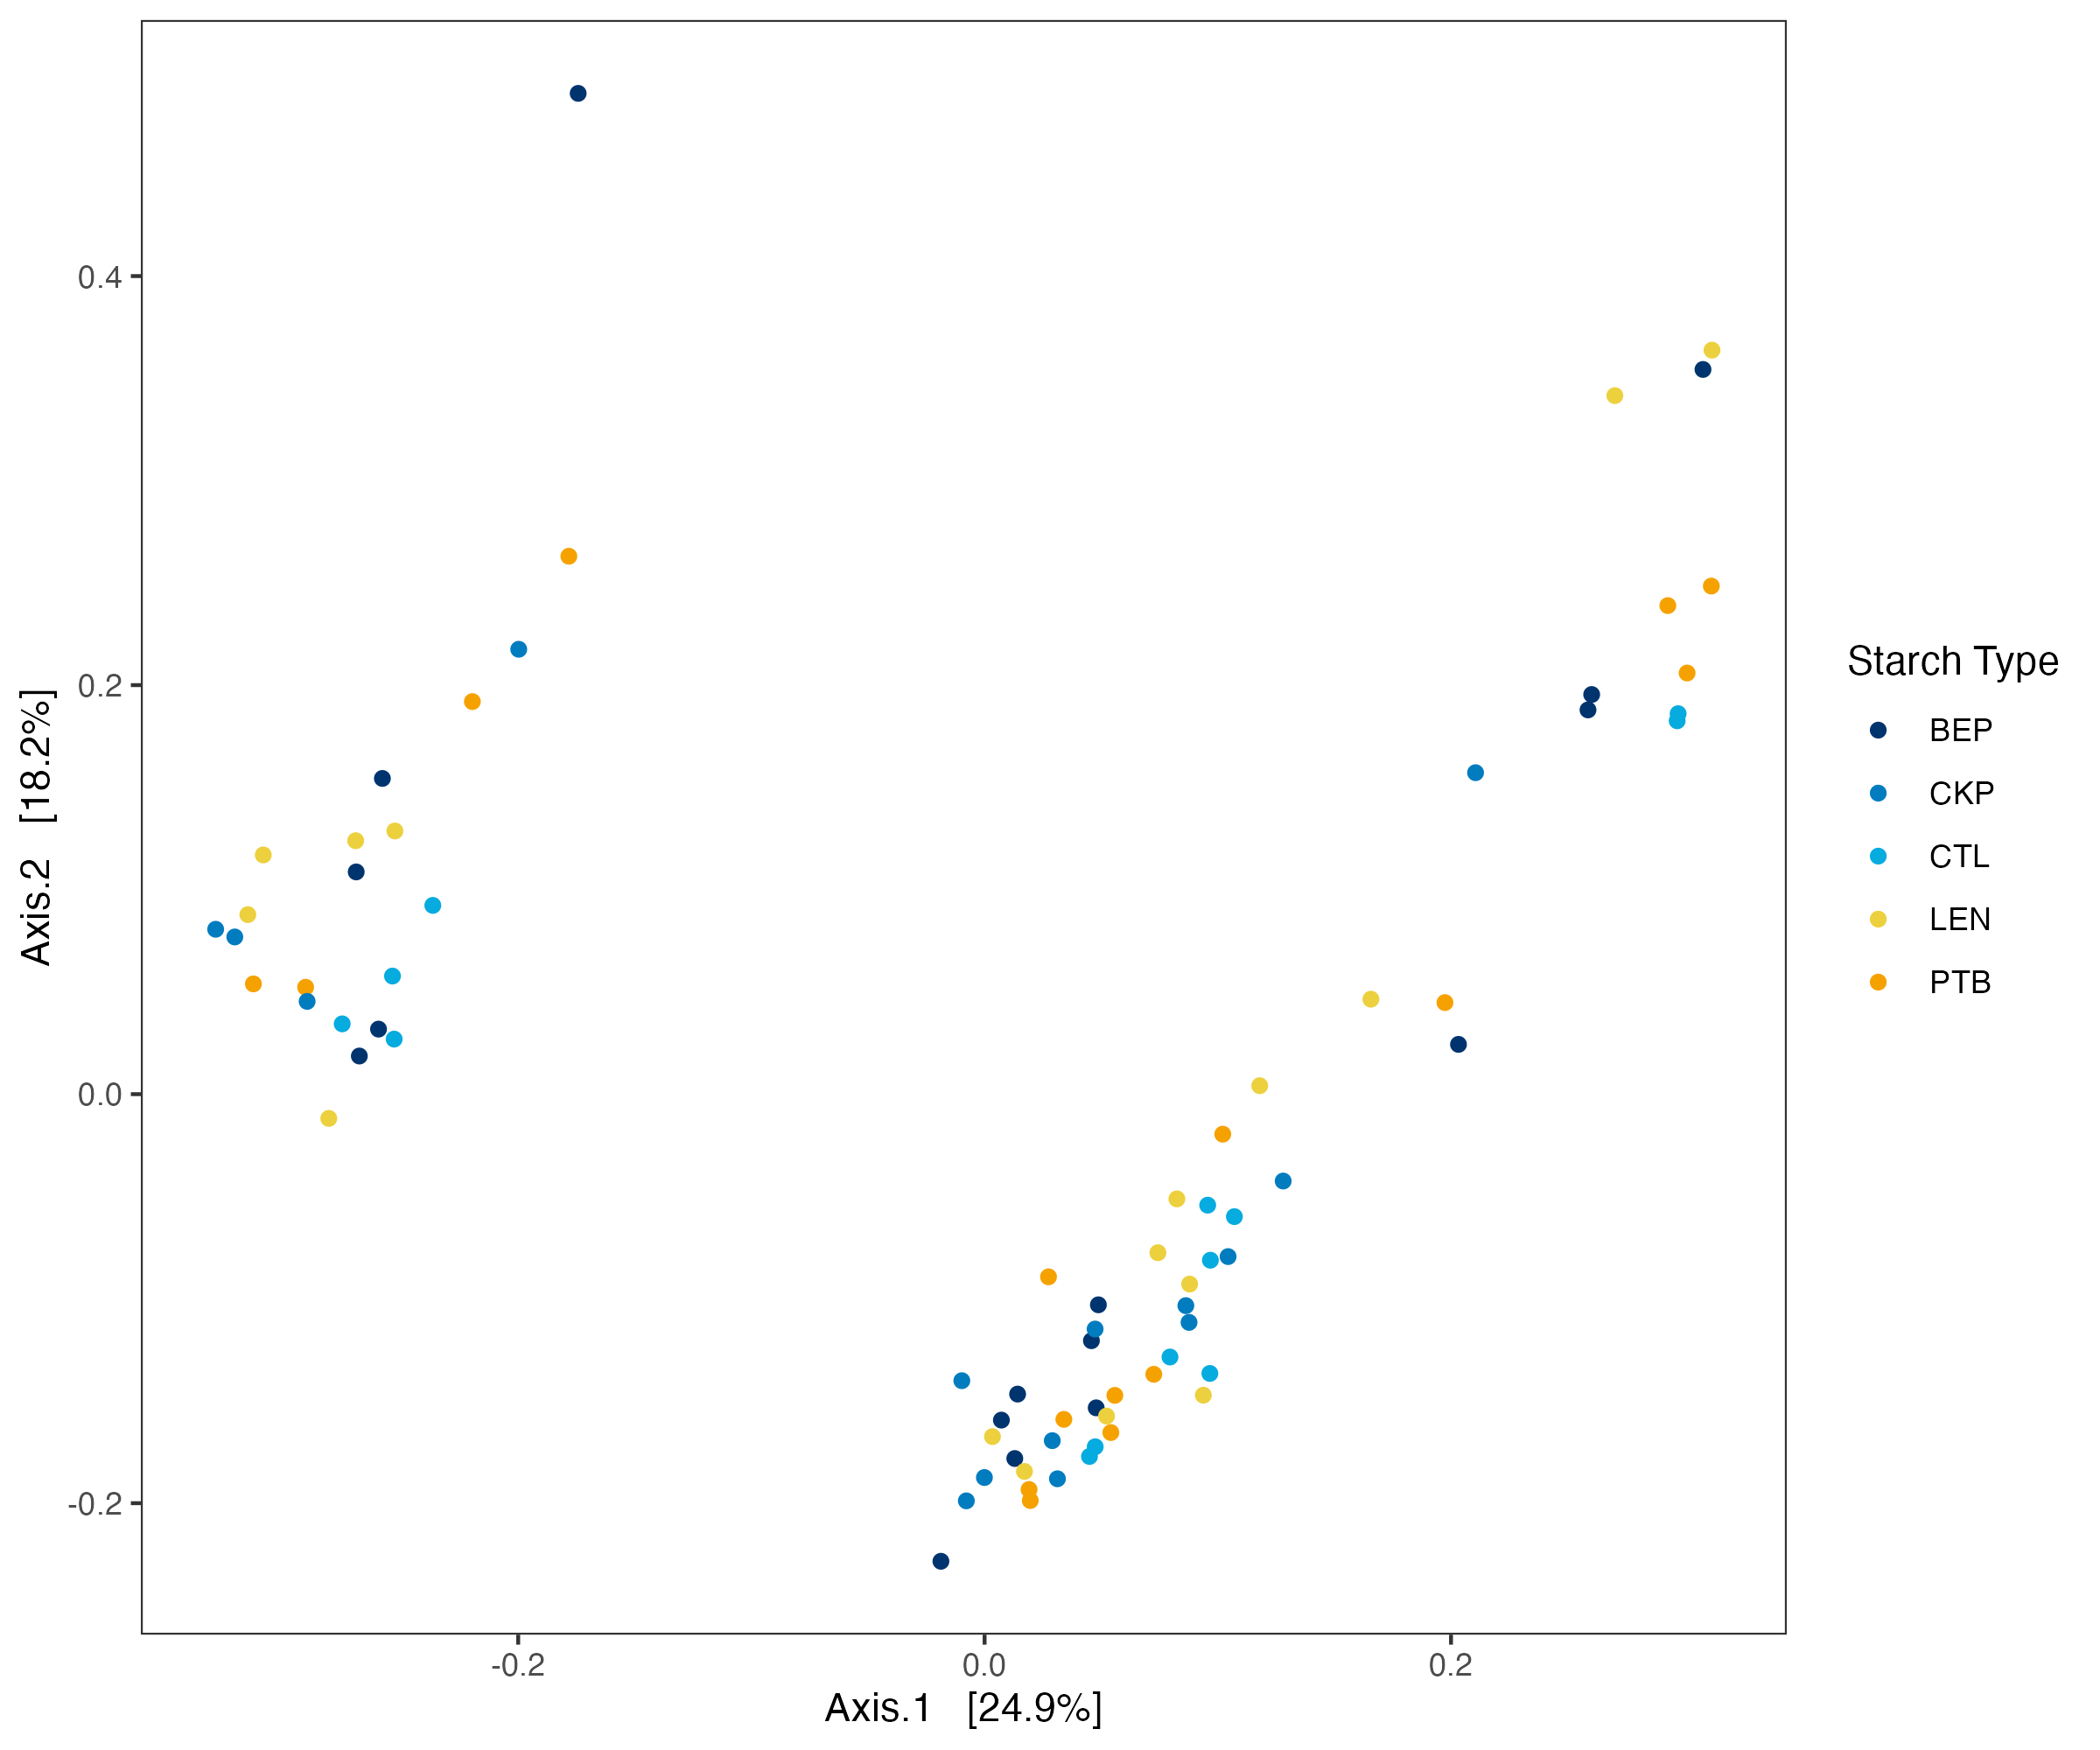 0.4
0.2
0.0
-0.2
Axis.2 [18.2%]
-0.2
0.0
0.2
Axis.1 [24.9%]
Starch Type
BEP
CKP
CTL
LEN
PTB